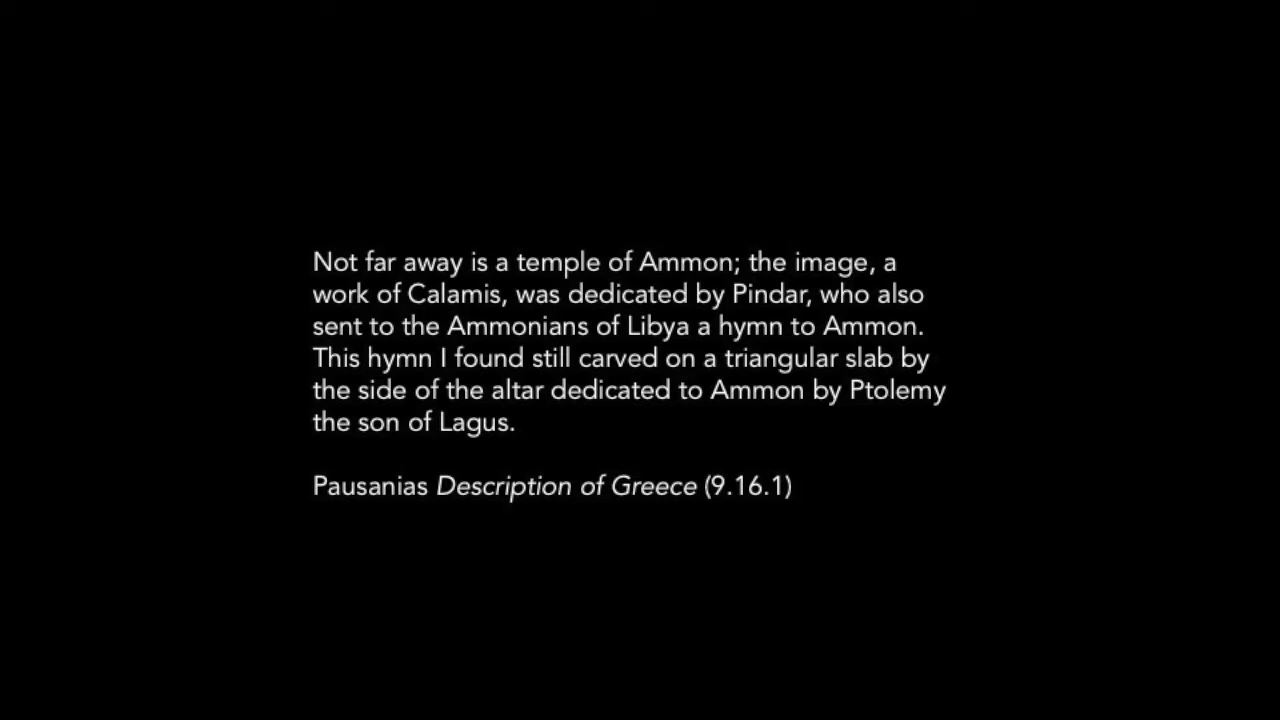 Not far away is a temple of Ammon; the image, a
work of Calamis, was dedicated by Pindar, who also
sent to the Ammonians of Libya a hymn to Ammon.
This hymn I found still carved on a triangular slab by
the side of the altar dedicated to Ammon by Ptolemy
the son of Lagus.
Pausanias Description of Greece (9.16.1)